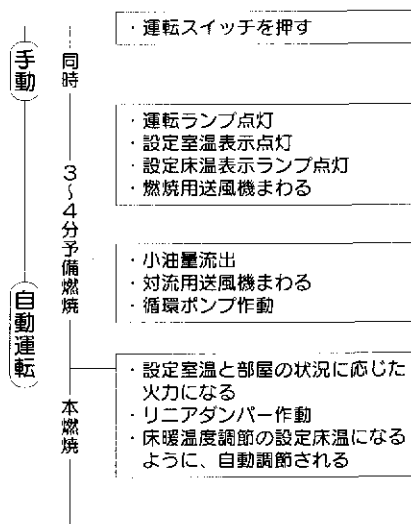 手動
自動運転
同時
3～4分予備燃焼
本燃焼
・運転スイッチを押す
・運転ランプ点灯
・設定室温表示点灯
・設定床温表示ランプ点灯
・燃焼用送風機まわる
・小油量流出
・対流用送風機まわる
・循環ポンプ作動
・設定室温と部屋の状況に応じた
火力になる
・リニアダンパー作動
・床暖温度調節の設定床温になる
ように、自動調節される